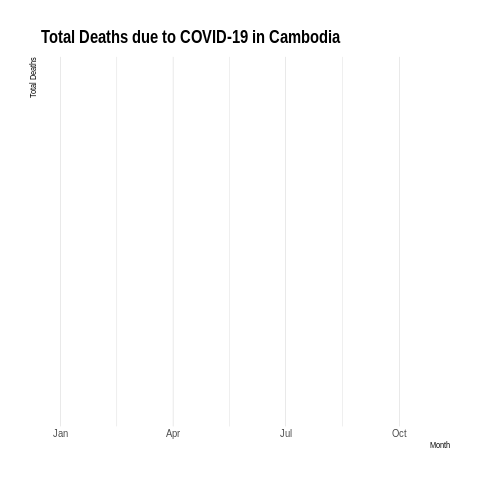 Total Deaths due to COVID-19 in Cambodia
Total Deaths
Jan Apr Jul Oct
Month